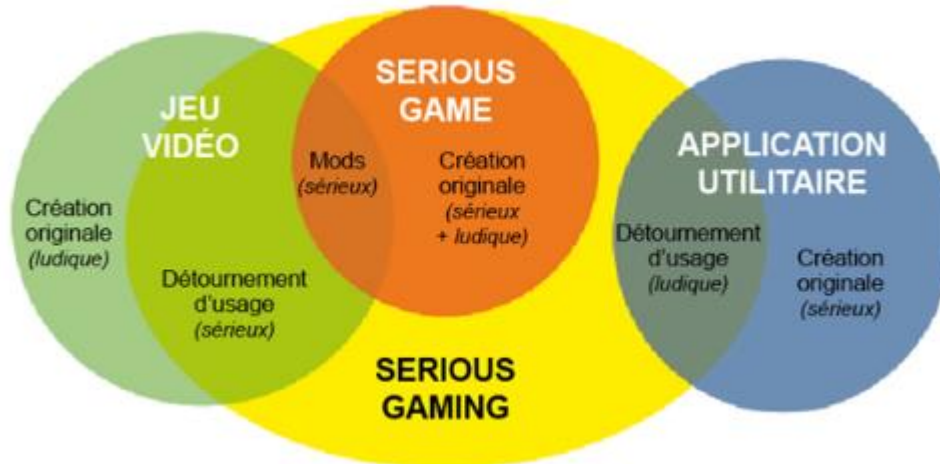 JEU
VIDÉO
Création
originale
(ludique)
Détournement
d'usage
(sérieux)
Mods
(sérieux)
SERIOUS
GAME
Création
originale
(sérieux
+ ludique)
SERIOUS
GAMING
APPLICATION
UTILITAIRE
Détournement
d'usage
(ludique)
Création
originale
(sérieux)